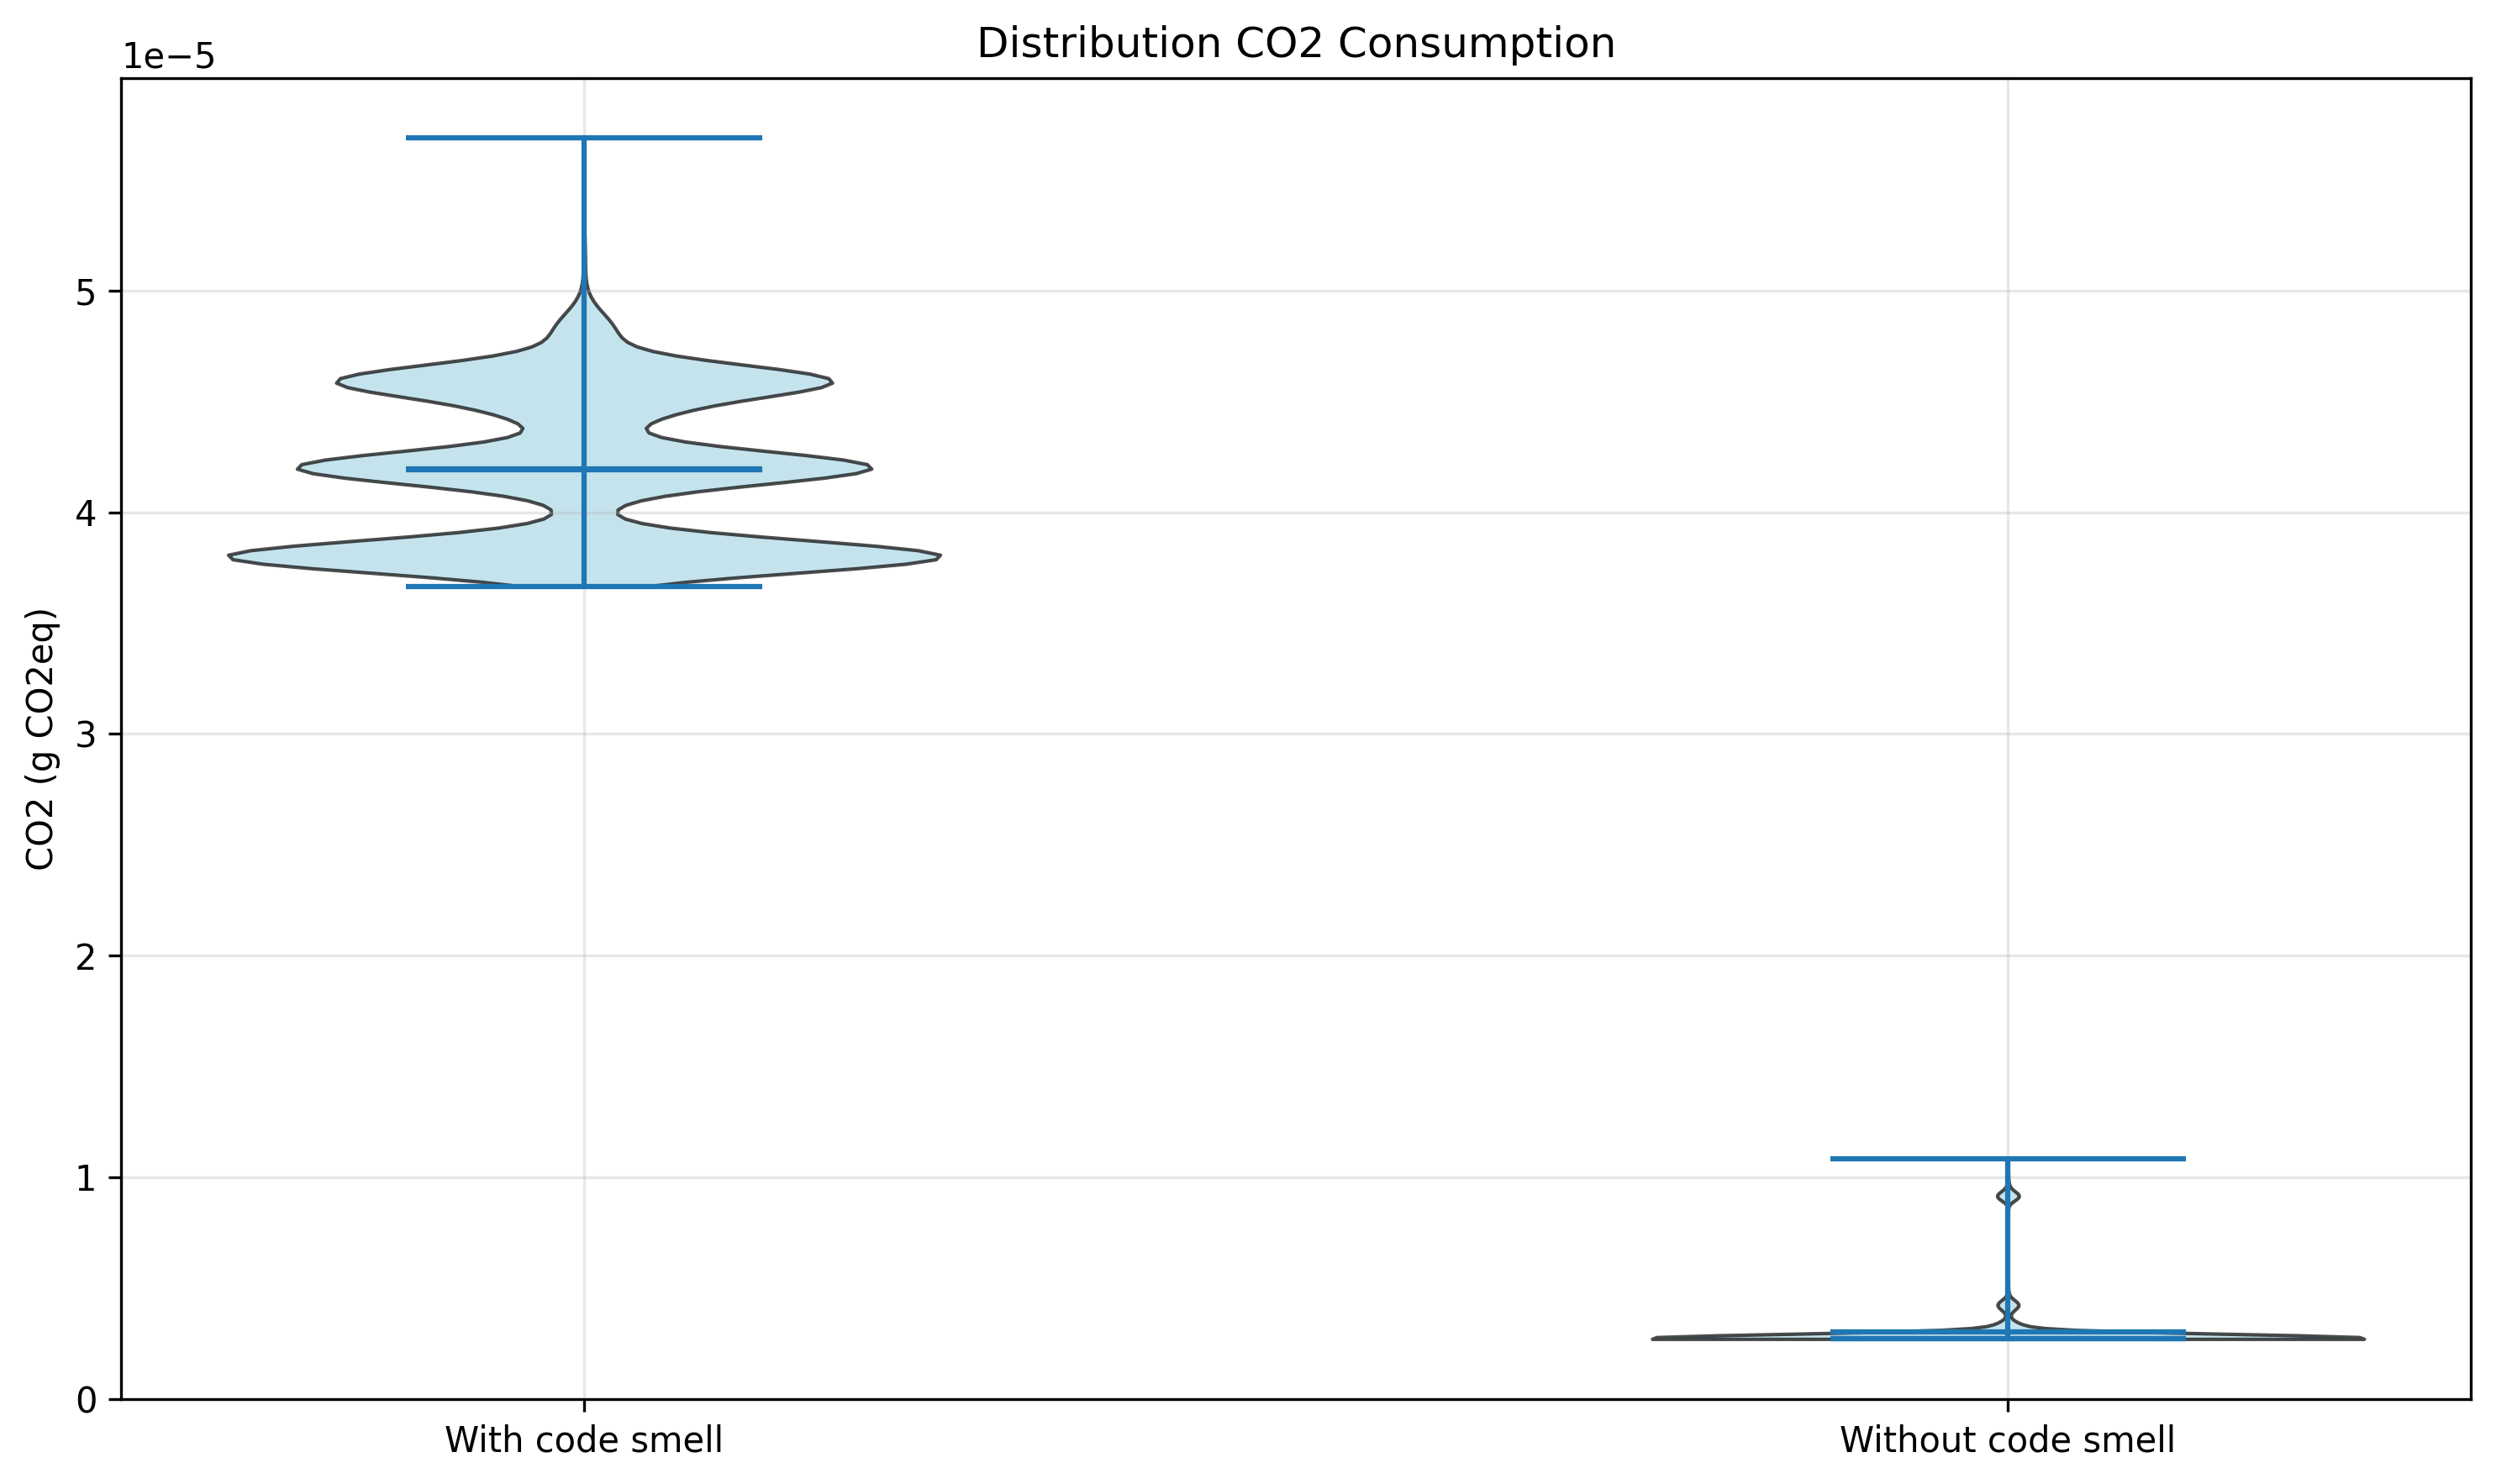 Distribution CO2 Consumption
1e−5
CO2 (g CO2eq)
5
4
3
2
1
0
With code smell
Without code smell